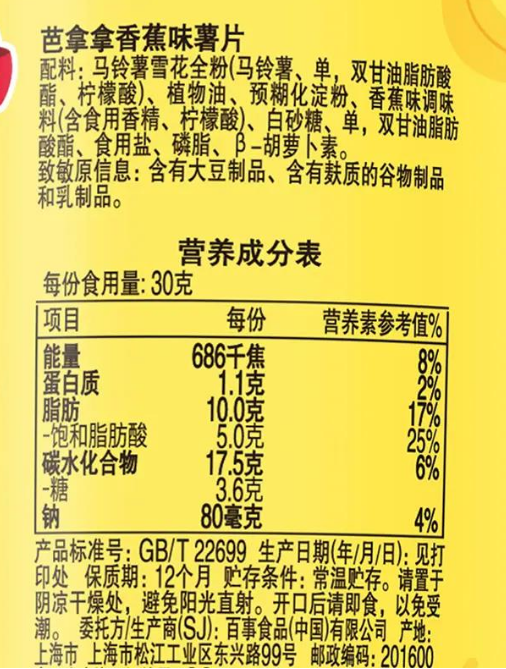 芭拿拿香蕉味薯片
配料：马铃薯雪花全粉(马铃薯、单，双甘油脂肪酸
酯、柠檬酸)、植物油、预糊化淀粉、香蕉味调味
料(含食用香精、柠檬酸)、白砂糖、单，双甘油脂肪
酸酯、食用盐、磷脂、β-胡萝卜素。
致敏原信息：含有大豆制品、含有麸质的谷物制品
和乳制品。
营养成分表
每份食用量: 30克
项目 每份 营养素参考值%
能量 686千焦 8%
蛋白质 1.1克 2%
脂肪 10.0克 17%
-饱和脂肪酸 5.0克 25%
碳水化合物 17.5克 6%
-糖 3.6克
钠 80毫克 4%
产品标准号：GB/T 22699 生产日期(年/月/日)：见打
印处 保质期：12个月 贮存条件：常温贮存。请置于
阴凉干燥处，避免阳光直射。开口后请即食，以免受
潮。 委托方/生产商(SJ)：百事食品(中国)有限公司 产地：
上海市 上海市松江工业区东兴路99号 邮政编码：201600